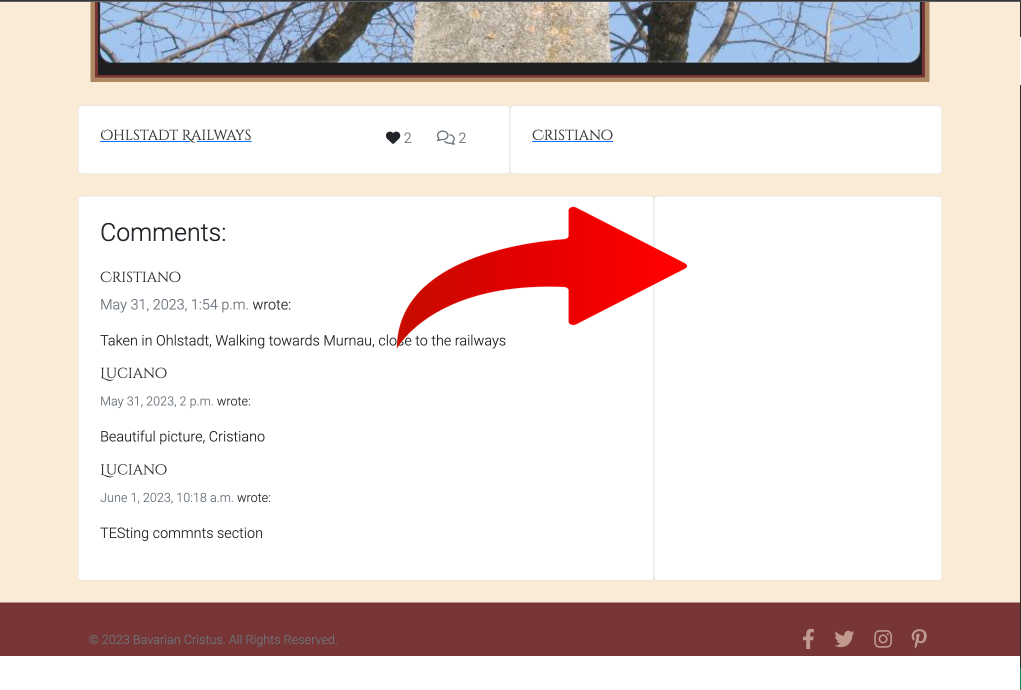 Ohlstadt Railways
2
2
Cristiano
Comments:
Cristiano
May 31, 2023, 1:54 p.m. wrote:
Taken in Ohlstadt, Walking towards Murnau, close to the railways
Luciano
May 31, 2023, 2 p.m. wrote:
Beautiful picture, Cristiano
Luciano
June 1, 2023, 10:18 a.m. wrote:
TESting commnts section
© 2023 Bavarian Cristus. All Rights Reserved.